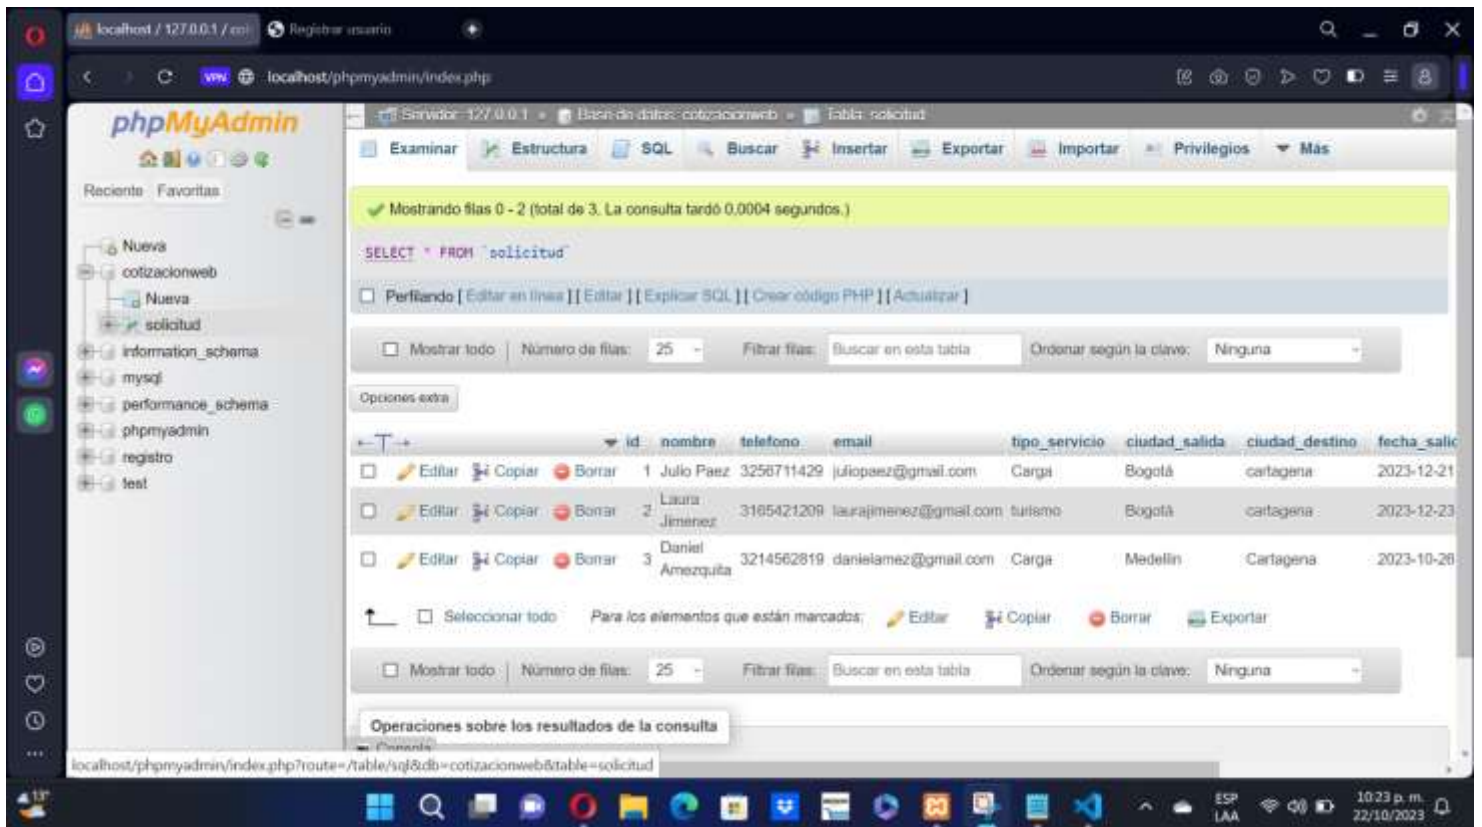 localhost / 127.0.0.1 / coti
Registrar usuario
VPN localhost/phpmyadmin/index.php
phpMyAdmin
Reciente Favoritas
Nueva
cotizacionweb
Nueva
solicitud
information_schema
mysql
performance_schema
phpmyadmin
registro
test
Servidor: 127.0.0.1 » Base de datos: cotizacionweb » Tabla: solicitud
Examinar Estructura SQL Buscar Insertar Exportar Importar Privilegios Más
Mostrando filas 0 - 2 (total de 3, La consulta tardó 0,0004 segundos.)
SELECT * FROM `solicitud`
Perfilando [ Editar en línea ] [ Editar ] [ Explicar SQL ] [ Crear código PHP ] [ Actualizar ]
Mostrar todo | Número de filas: 25 Filtrar filas: Buscar en esta tabla Ordenar según la clave: Ninguna
Opciones extra
←T→ id nombre telefono email tipo_servicio ciudad_salida ciudad_destino fecha_salid
Editar Copiar Borrar 1 Julio Paez 3256711429 juliopaez@gmail.com Carga Bogotá cartagena 2023-12-21
Editar Copiar Borrar 2 Laura Jimenez 3165421209 laurajimenez@gmail.com turismo Bogotá cartagena 2023-12-23
Editar Copiar Borrar 3 Daniel Amezquita 3214562819 danielamez@gmail.com Carga Medellin Cartagena 2023-10-26
Seleccionar todo Para los elementos que están marcados: Editar Copiar Borrar Exportar
Mostrar todo | Número de filas: 25 Filtrar filas: Buscar en esta tabla Ordenar según la clave: Ninguna
Operaciones sobre los resultados de la consulta
Consola
localhost/phpmyadmin/index.php?route=/table/sql&db=cotizacionweb&table=solicitud
13°
ESP
LAA
10:23 p. m.
22/10/2023